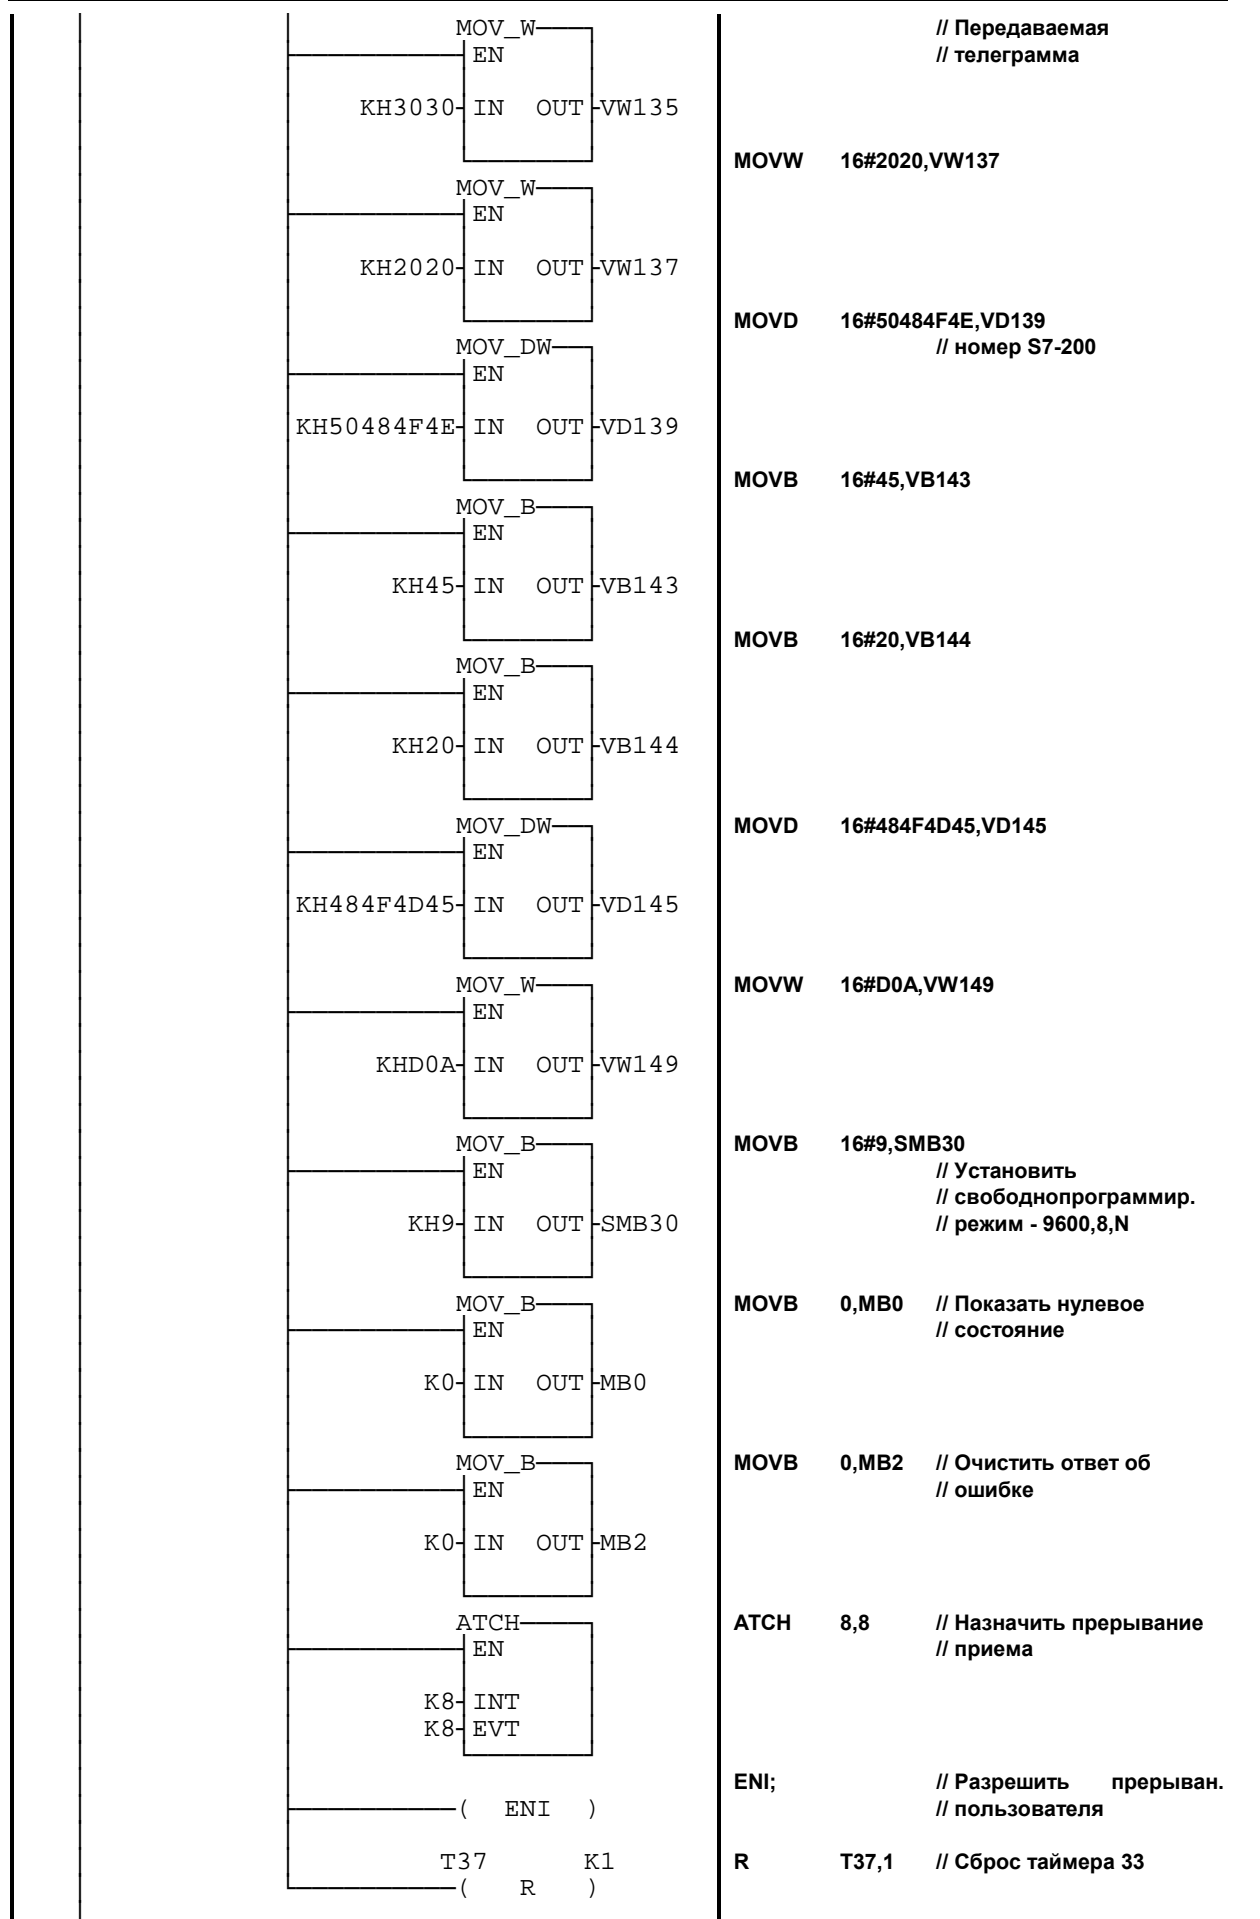 MOV_W // Передаваемая
EN // телеграмма
KH3030 IN OUT VW135
MOVW 16#2020,VW137
MOV_W
EN
KH2020 IN OUT VW137
MOVD 16#50484F4E,VD139
MOV_DW // номер S7-200
EN
KH50484F4E IN OUT VD139
MOVB 16#45,VB143
MOV_B
EN
KH45 IN OUT VB143
MOVB 16#20,VB144
MOV_B
EN
KH20 IN OUT VB144
MOV_DW MOVD 16#484F4D45,VD145
EN
KH484F4D45 IN OUT VD145
MOV_W MOVW 16#D0A,VW149
EN
KHD0A IN OUT VW149
MOV_B MOVB 16#9,SMB30
EN // Установить
// свободнопрограммир.
KH9 IN OUT SMB30 // режим - 9600,8,N
MOV_B MOVB 0,MB0 // Показать нулевое
EN // состояние
K0 IN OUT MB0
MOV_B MOVB 0,MB2 // Очистить ответ об
EN // ошибке
K0 IN OUT MB2
ATCH ATCH 8,8 // Назначить прерывание
EN // приема
K8 INT
K8 EVT
ENI; // Разрешить прерыван.
( ENI ) // пользователя
T37 K1 R T37,1 // Сброс таймера 33
( R )